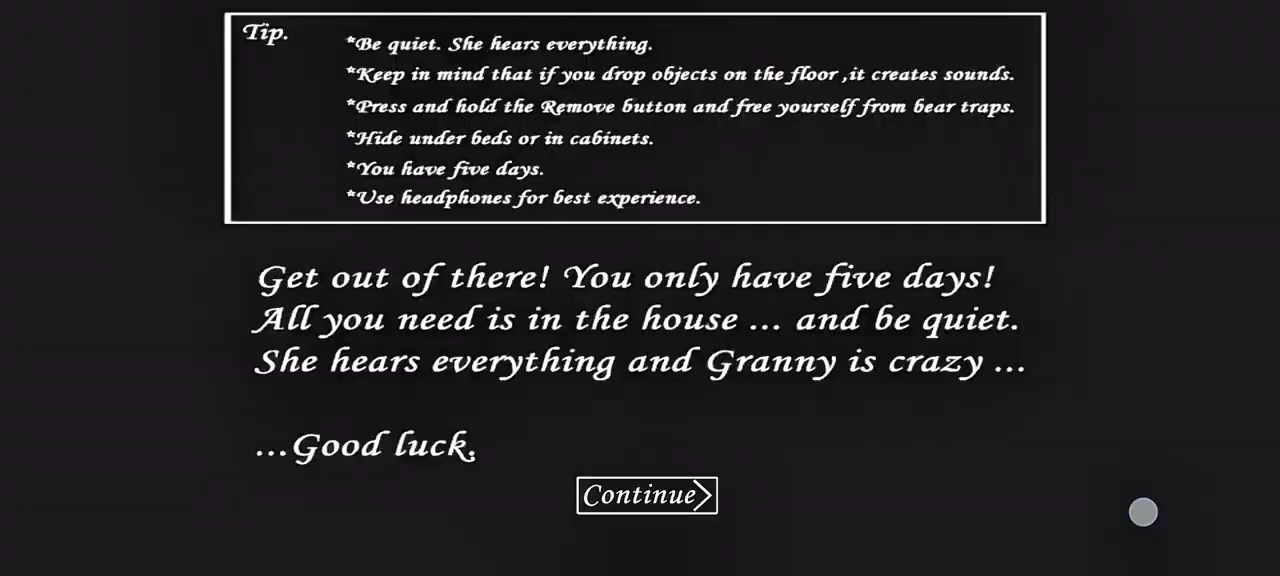 Tip.
*Be quiet. She hears everything.
*Keep in mind that if you drop objects on the floor ,it creates sounds.
*Press and hold the Remove button and free yourself from bear traps.
*Hide under beds or in cabinets.
*You have five days.
*Use headphones for best experience.
Get out of there! You only have five days!
All you need is in the house ... and be quiet.
She hears everything and Granny is crazy ...
...Good luck.
Continue